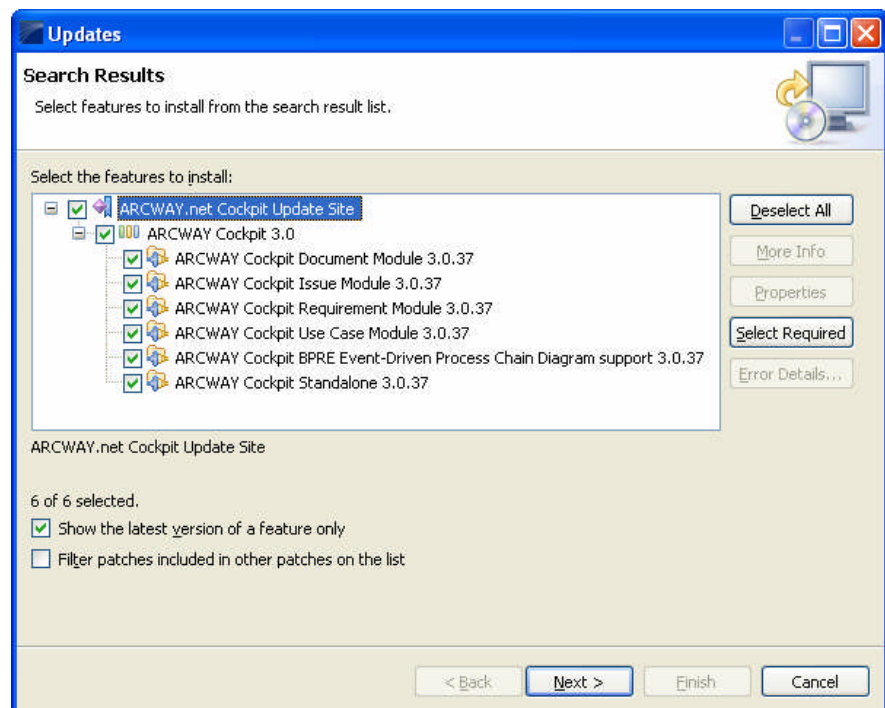 Updates
Search Results
Select features to install from the search result list.
Select the features to install:
ARCWAY.net Cockpit Update Site
ARCWAY Cockpit 3.0
ARCWAY Cockpit Document Module 3.0.37
ARCWAY Cockpit Issue Module 3.0.37
ARCWAY Cockpit Requirement Module 3.0.37
ARCWAY Cockpit Use Case Module 3.0.37
ARCWAY Cockpit BPRE Event-Driven Process Chain Diagram support 3.0.37
ARCWAY Cockpit Standalone 3.0.37
Deselect All
More Info
Properties
Select Required
Error Details...
ARCWAY.net Cockpit Update Site
6 of 6 selected.
Show the latest version of a feature only
Filter patches included in other patches on the list
< Back
Next >
Finish
Cancel